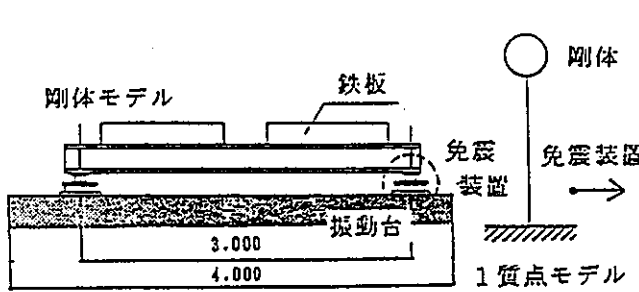 剛体
剛体モデル
鉄板
免震
装置
免震装置
振動台
3.000
4.000
1質点モデル